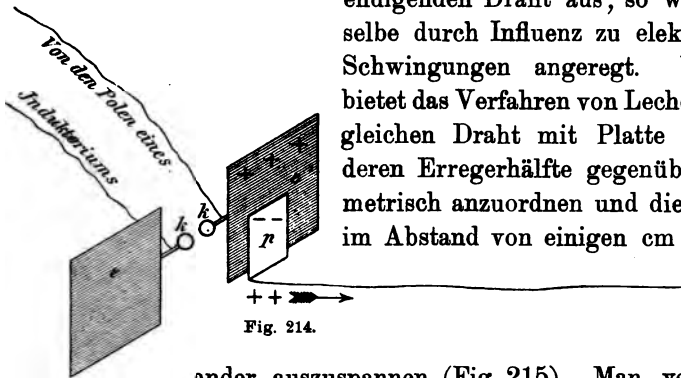 endigenden Draht aus, so w
selbe durch Influenz zu elek
Schwingungen angeregt.
bietet das Verfahren von Leche
gleichen Draht mit Platte
deren Erregerhälfte gegenüb
metrisch anzuordnen und die
im Abstand von einigen cm
Von den Polen eines
Induktoriums
k k
+ + +
e
– –
p
+ +
Fig. 214.
ander auszuspannen (Fig. 215). Man ve